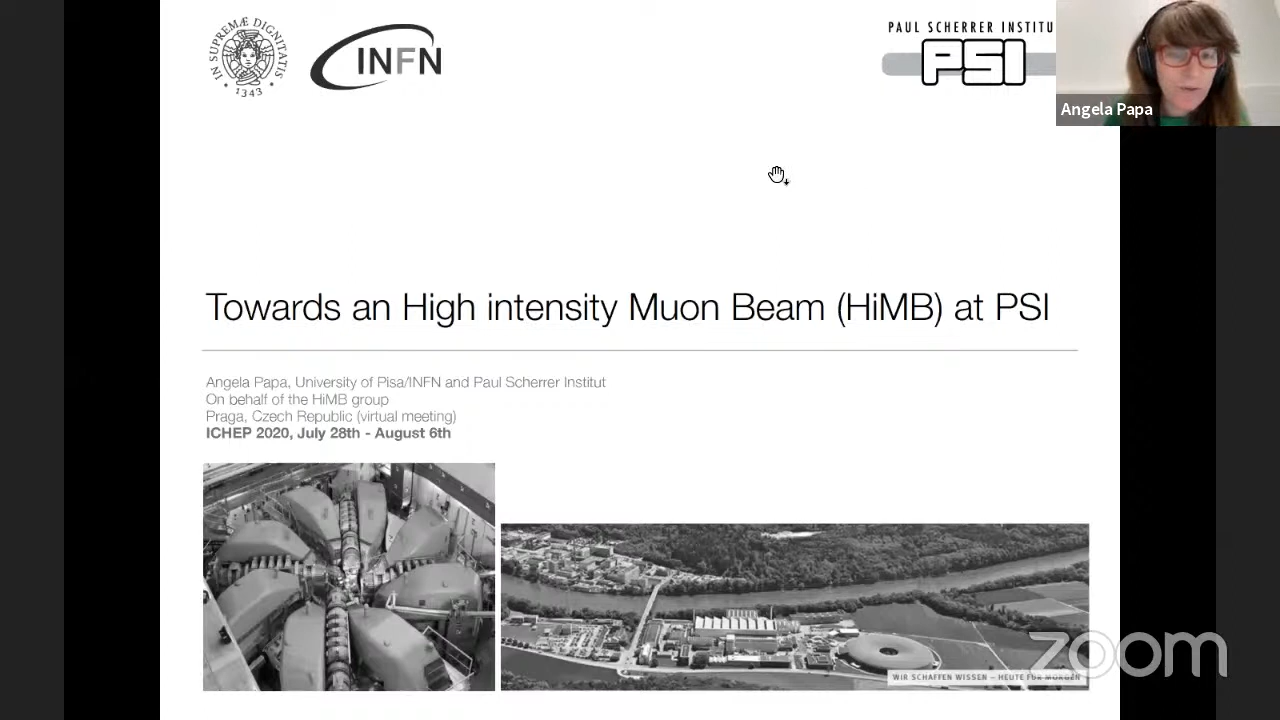 IN SUPREMÆ DIGNITATIS
1343
INFN
PAUL SCHERRER INSTITU
PSI
Angela Papa
Towards an High intensity Muon Beam (HiMB) at PSI
Angela Papa, University of Pisa/INFN and Paul Scherrer Institut
On behalf of the HiMB group
Praga, Czech Republic (virtual meeting)
ICHEP 2020, July 28th - August 6th
WIR SCHAFFEN WISSEN – HEUTE FÜR MORGEN
zoom